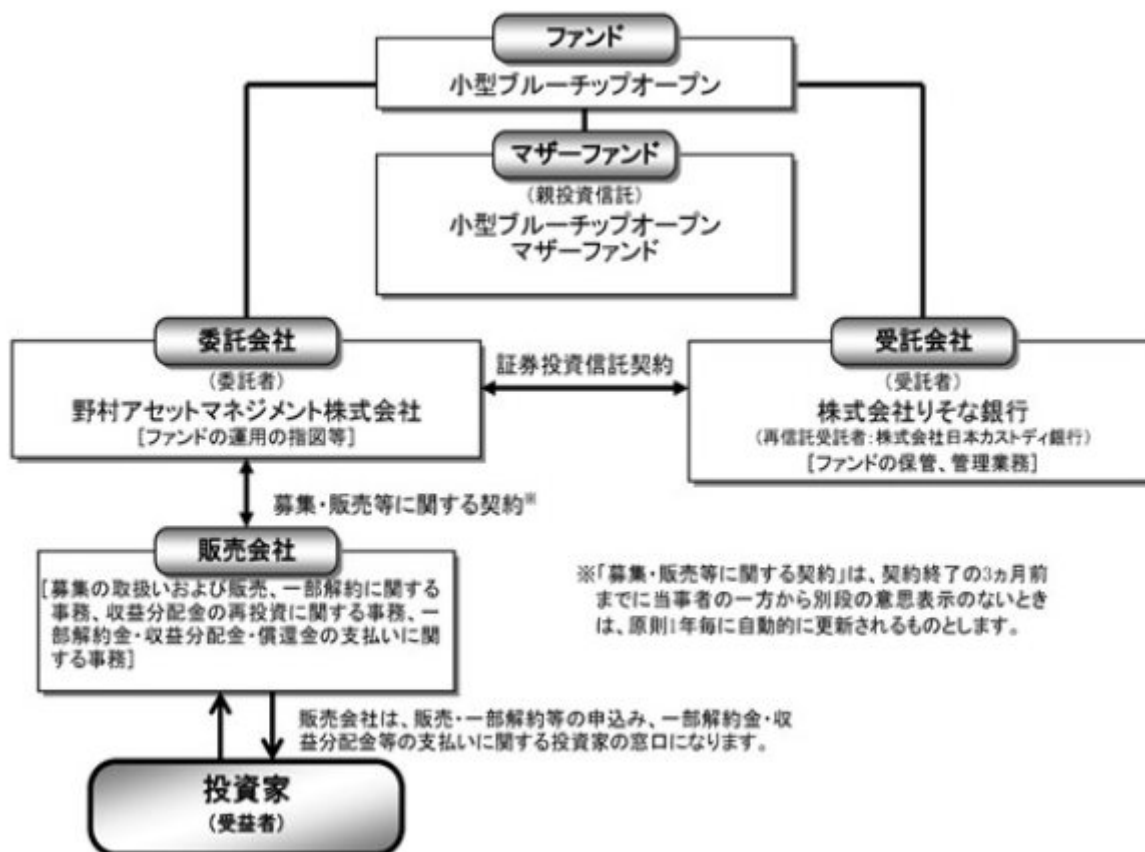 ファンド
小型ブルーチップオープン
マザーファンド
(親投資信託)
小型ブルーチップオープン
マザーファンド
委託会社
(委託者)
野村アセットマネジメント株式会社
[ファンドの運用の指図等]
証券投資信託契約
受託会社
(受託者)
株式会社りそな銀行
(再信託受託者:株式会社日本カストディ銀行)
[ファンドの保管、管理業務]
募集・販売等に関する契約※
販売会社
[募集の取扱いおよび販売、一部解約に関する
事務、収益分配金の再投資に関する事務、一
部解約金・収益分配金・償還金の支払いに関
する事務]
※「募集・販売等に関する契約」は、契約終了の3ヵ月前
までに当事者の一方から別段の意思表示のないとき
は、原則1年毎に自動的に更新されるものとします。
販売会社は、販売・一部解約等の申込み、一部解約金・収
益分配金等の支払いに関する投資家の窓口になります。
投資家
(受益者)